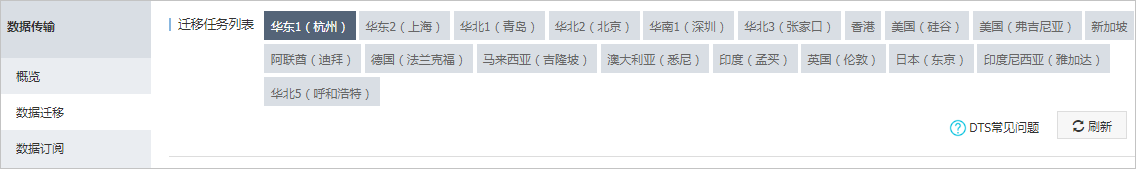 数据传输
概览
数据迁移
数据订阅
迁移任务列表 华东1（杭州） 华东2（上海） 华北1（青岛） 华北2（北京） 华南1（深圳） 华北3（张家口） 香港 美国（硅谷） 美国（弗吉尼亚） 新加坡
阿联酋（迪拜） 德国（法兰克福） 马来西亚（吉隆坡） 澳大利亚（悉尼） 印度（孟买） 英国（伦敦） 日本（东京） 印度尼西亚（雅加达）
华北5（呼和浩特）
DTS常见问题 刷新